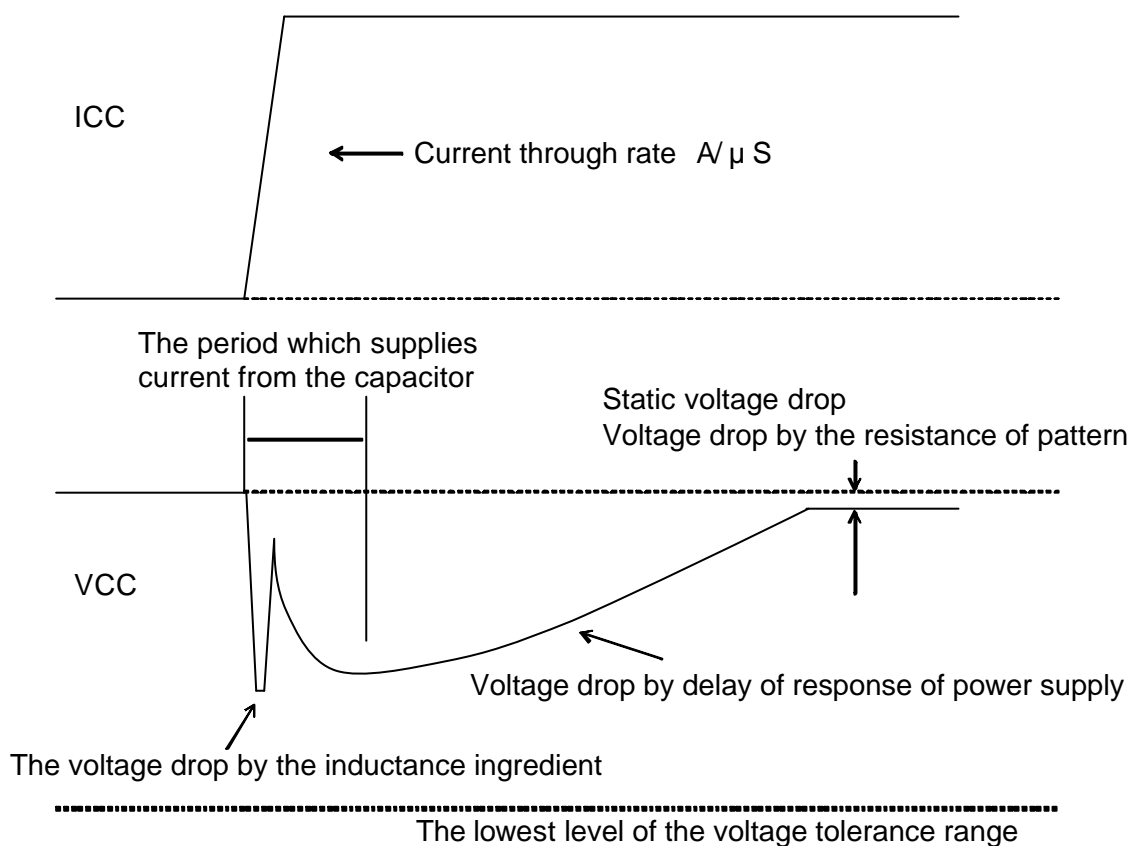 ICC
Current through rate A/ μ S
The period which supplies
current from the capacitor
Static voltage drop
Voltage drop by the resistance of pattern
VCC
Voltage drop by delay of response of power supply
The voltage drop by the inductance ingredient
The lowest level of the voltage tolerance range